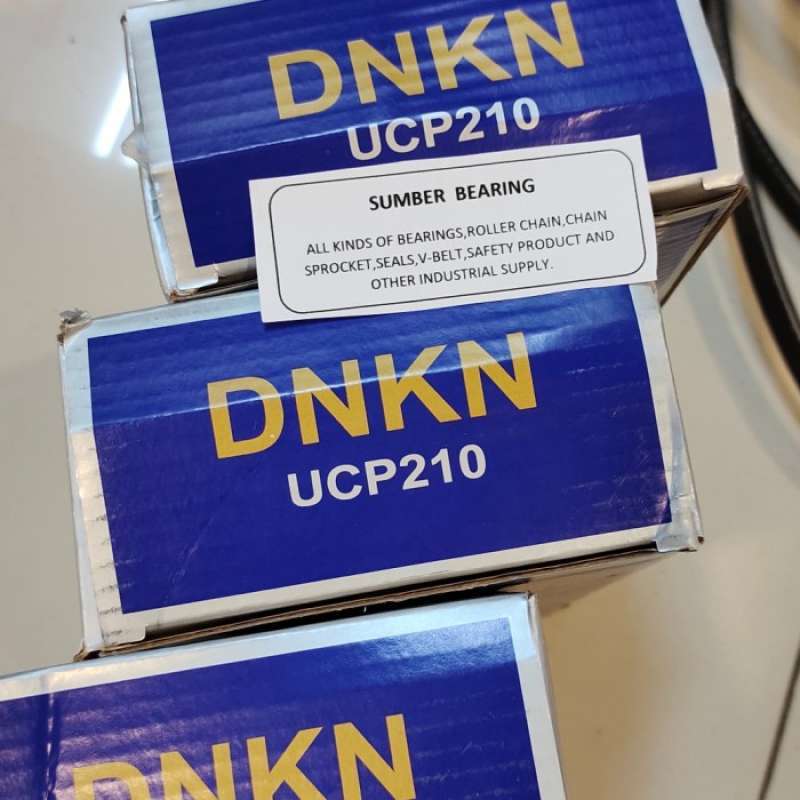 DNKN
UCP210
SUMBER BEARING
ALL KINDS OF BEARINGS,ROLLER CHAIN,CHAIN
SPROCKET,SEALS,V-BELT,SAFETY PRODUCT AND
OTHER INDUSTRIAL SUPPLY.
DNKN
UCP210
DNKN